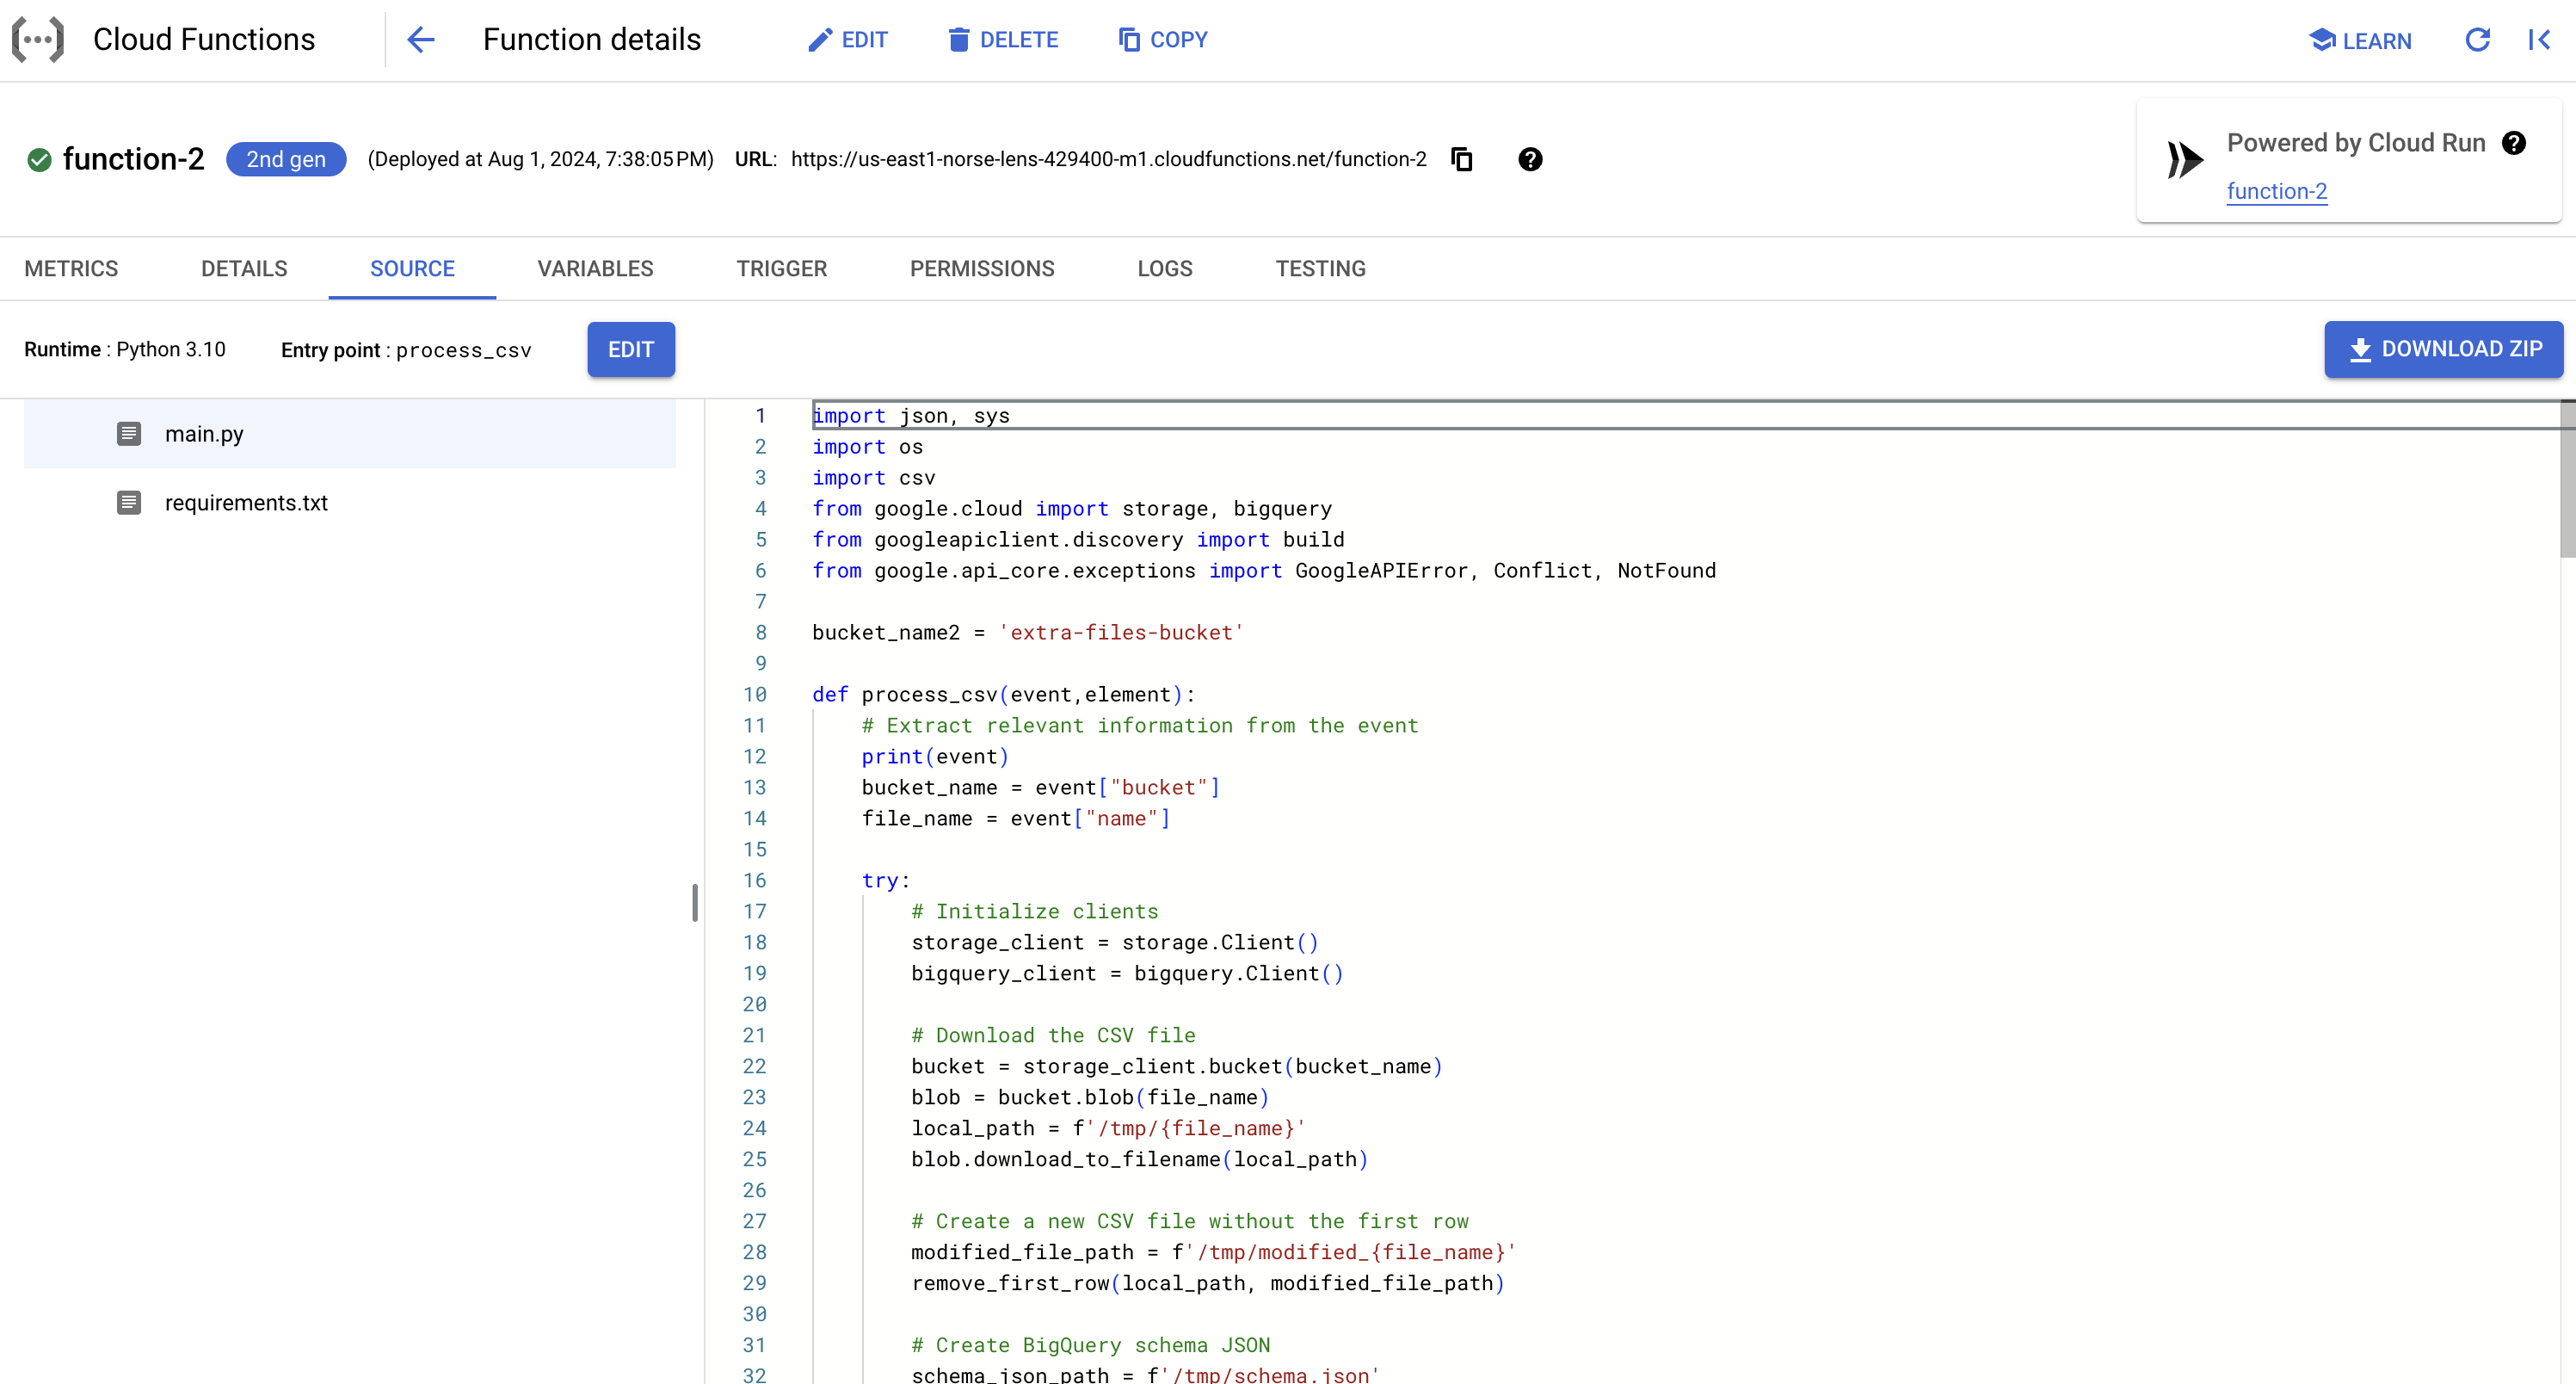 Cloud Functions
Function details
EDIT
DELETE
COPY
LEARN
function-2
2nd gen
(Deployed at Aug 1, 2024, 7:38:05 PM)
URL: https://us-east1-norse-lens-429400-m1.cloudfunctions.net/function-2
Powered by Cloud Run
function-2
METRICS
DETAILS
SOURCE
VARIABLES
TRIGGER
PERMISSIONS
LOGS
TESTING
Runtime : Python 3.10
Entry point : process_csv
EDIT
DOWNLOAD ZIP
main.py
requirements.txt
1 import json, sys
2 import os
3 import csv
4 from google.cloud import storage, bigquery
5 from googleapiclient.discovery import build
6 from google.api_core.exceptions import GoogleAPIError, Conflict, NotFound
7
8 bucket_name2 = 'extra-files-bucket'
9
10 def process_csv(event,element):
11     # Extract relevant information from the event
12     print(event)
13     bucket_name = event["bucket"]
14     file_name = event["name"]
15
16     try:
17         # Initialize clients
18         storage_client = storage.Client()
19         bigquery_client = bigquery.Client()
20
21         # Download the CSV file
22         bucket = storage_client.bucket(bucket_name)
23         blob = bucket.blob(file_name)
24         local_path = f'/tmp/{file_name}'
25         blob.download_to_filename(local_path)
26
27         # Create a new CSV file without the first row
28         modified_file_path = f'/tmp/modified_{file_name}'
29         remove_first_row(local_path, modified_file_path)
30
31         # Create BigQuery schema JSON
32         schema_json_path = f'/tmp/schema.json'